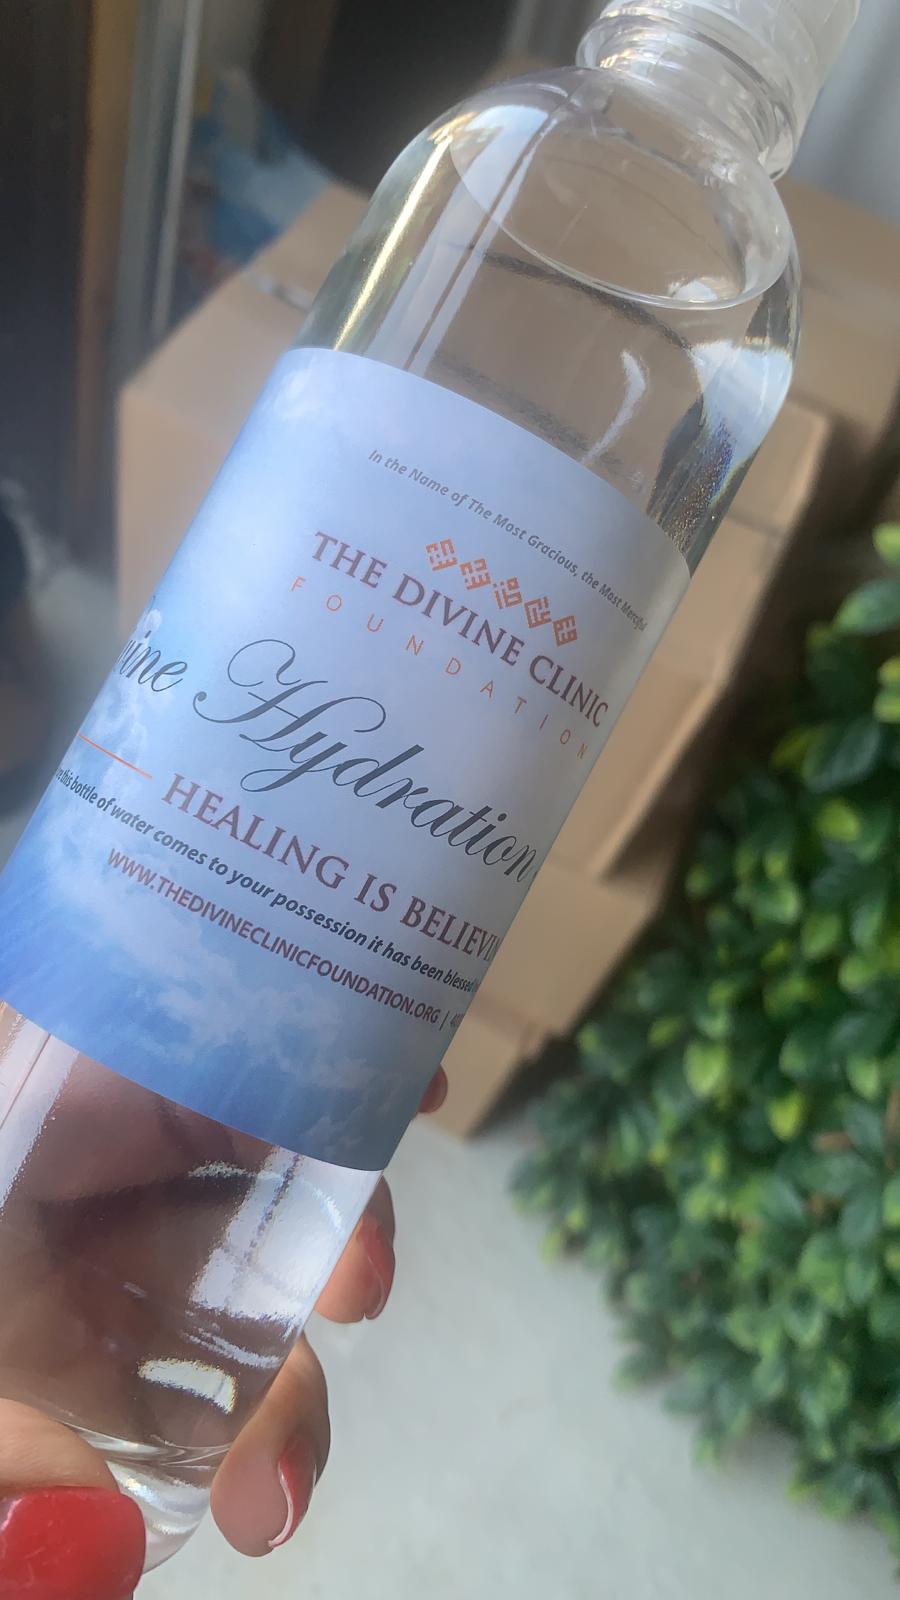 In the Name of The Most Gracious, the Most Merciful
THE DIVINE CLINIC
FOUNDATION
Hydration
HEALING IS
this bottle of water comes to your possession it has been blessed
WWW.THEDIVINECLINICFOUNDATION.ORG |